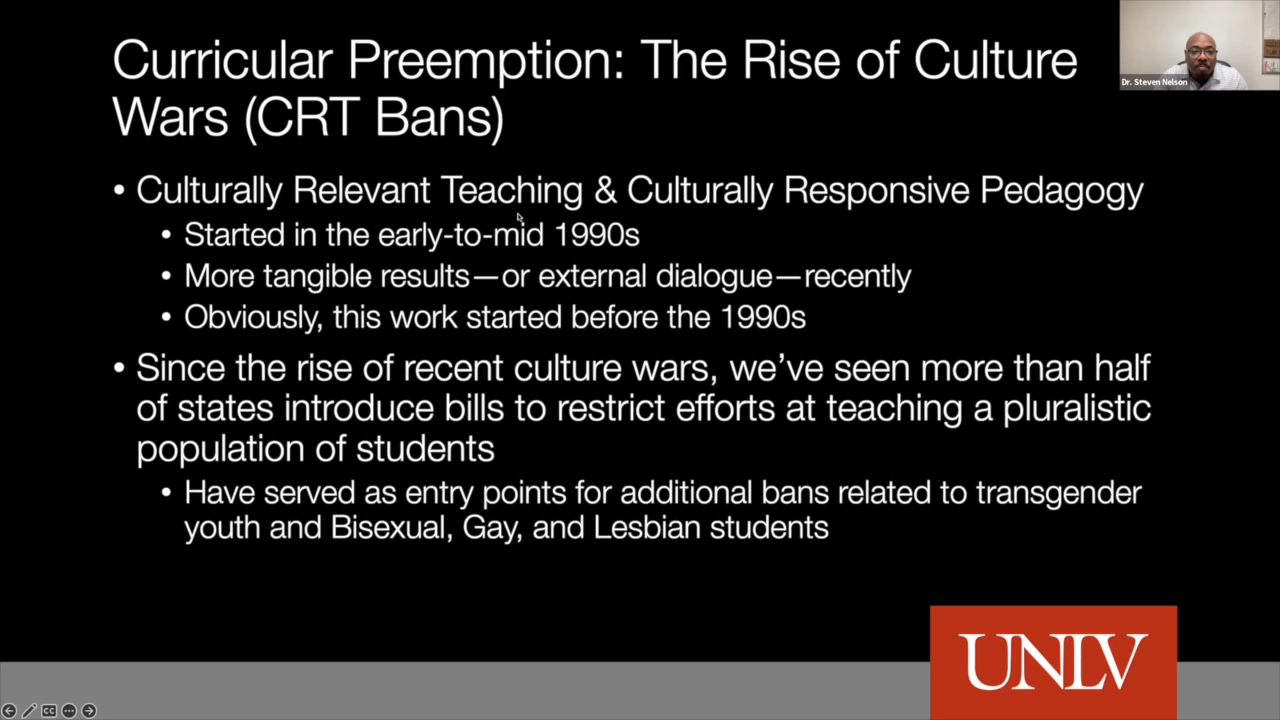 Curricular Preemption: The Rise of Culture
Wars (CRT Bans)
Dr. Steven Nelson
• Culturally Relevant Teaching & Culturally Responsive Pedagogy
• Started in the early-to-mid 1990s
• More tangible results—or external dialogue—recently
• Obviously, this work started before the 1990s
• Since the rise of recent culture wars, we’ve seen more than half
of states introduce bills to restrict efforts at teaching a pluralistic
population of students
• Have served as entry points for additional bans related to transgender
youth and Bisexual, Gay, and Lesbian students
UNLV
CC